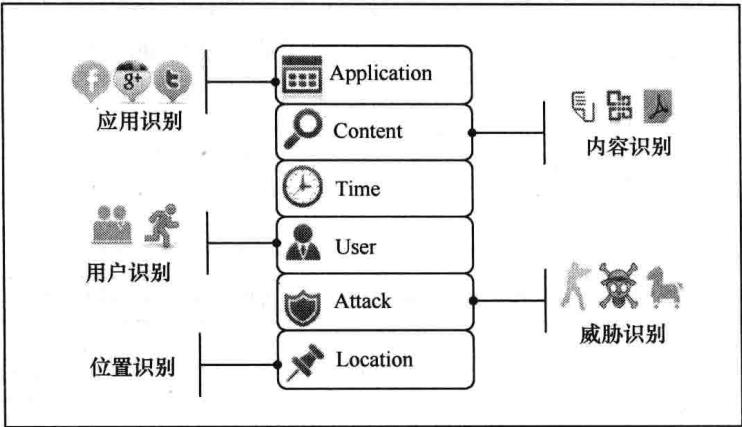 Application
应用识别
Content
内容识别
Time
用户识别
User
Attack
威胁识别
位置识别
Location